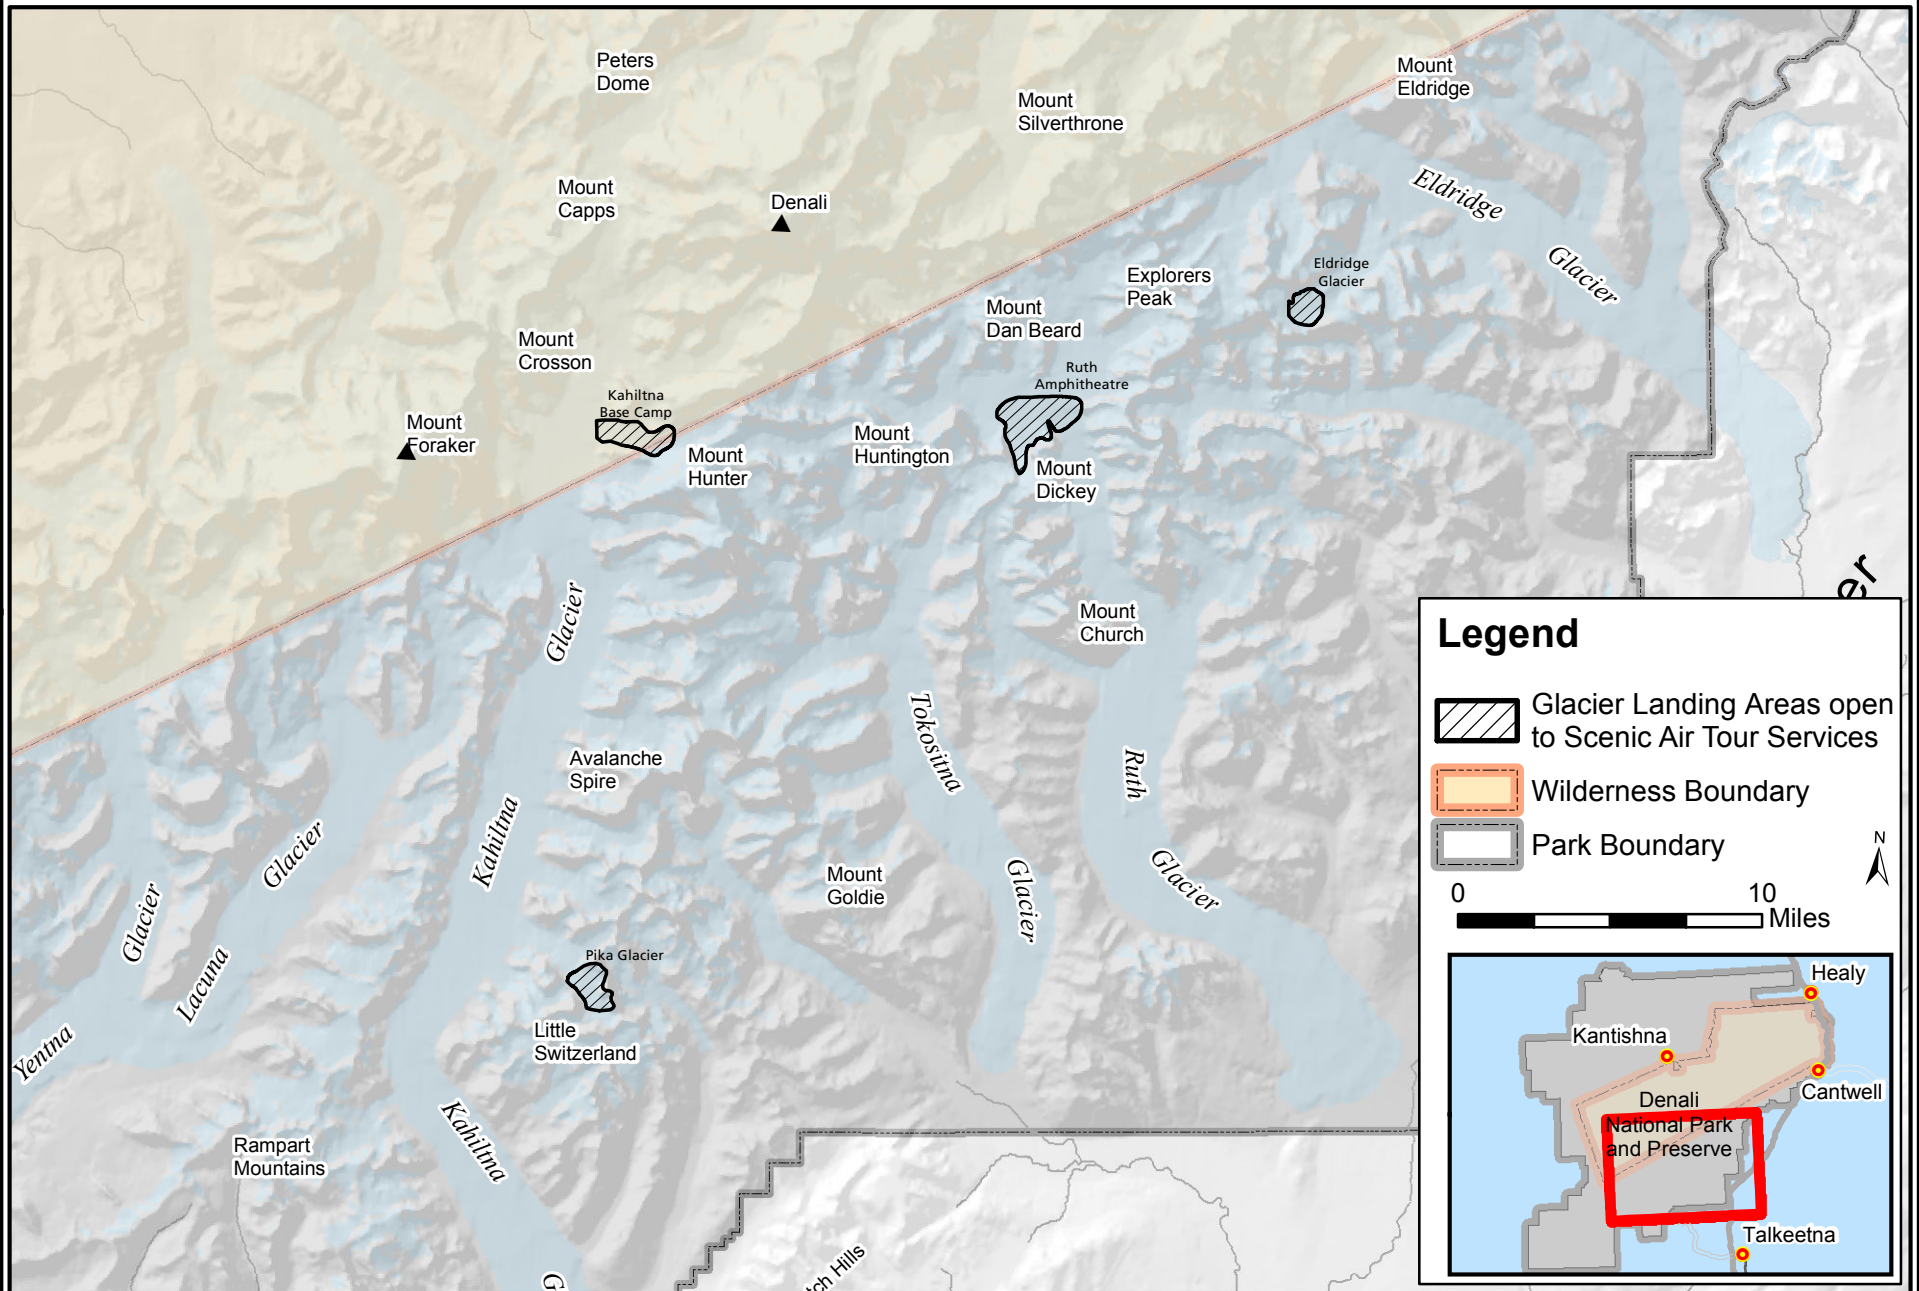 Peters
Dome
Mount
Eldridge
Mount
Silverthrone
Mount
Capps
Denali
Eldridge
Glacier
Eldridge
Glacier
Explorers
Peak
Mount
Dan Beard
Mount
Crosson
Ruth
Amphitheatre
Kahiltna
Base Camp
Mount
Foraker
Mount
Hunter
Mount
Huntington
Mount
Dickey
Glacier
Kahiltna
Mount
Church
Tokositna
Glacier
Ruth
Glacier
Avalanche
Spire
Glacier
Lacuna
Glacier
Yentna
Mount
Goldie
Pika Glacier
Little
Switzerland
Kahiltna
G
Rampart
Mountains
tch Hills
er
Legend
Glacier Landing Areas open
to Scenic Air Tour Services
Wilderness Boundary
Park Boundary
N
0 10
Miles
Healy
Kantishna
Cantwell
Denali
National Park
and Preserve
Talkeetna